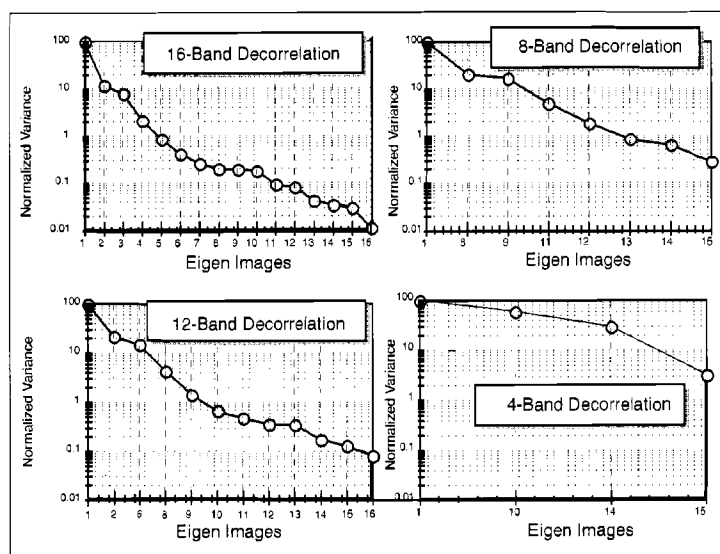 16-Band Decorrelation
Normalized Variance
100
10
1
0.1
0.01
1 2 3 4 5 6 7 8 9 10 11 12 13 14 15 16
Eigen Images
8-Band Decorrelation
Normalized Variance
100
10
1
0.1
0.01
1 8 9 11 12 13 14 15
Eigen Images
12-Band Decorrelation
Normalized Variance
100
10
1
0.1
0.01
1 2 6 8 9 10 11 12 13 14 15 16
Eigen Images
4-Band Decorrelation
Normalized Variance
100
10
1
0.1
0.01
1 13 14 15
Eigen Images